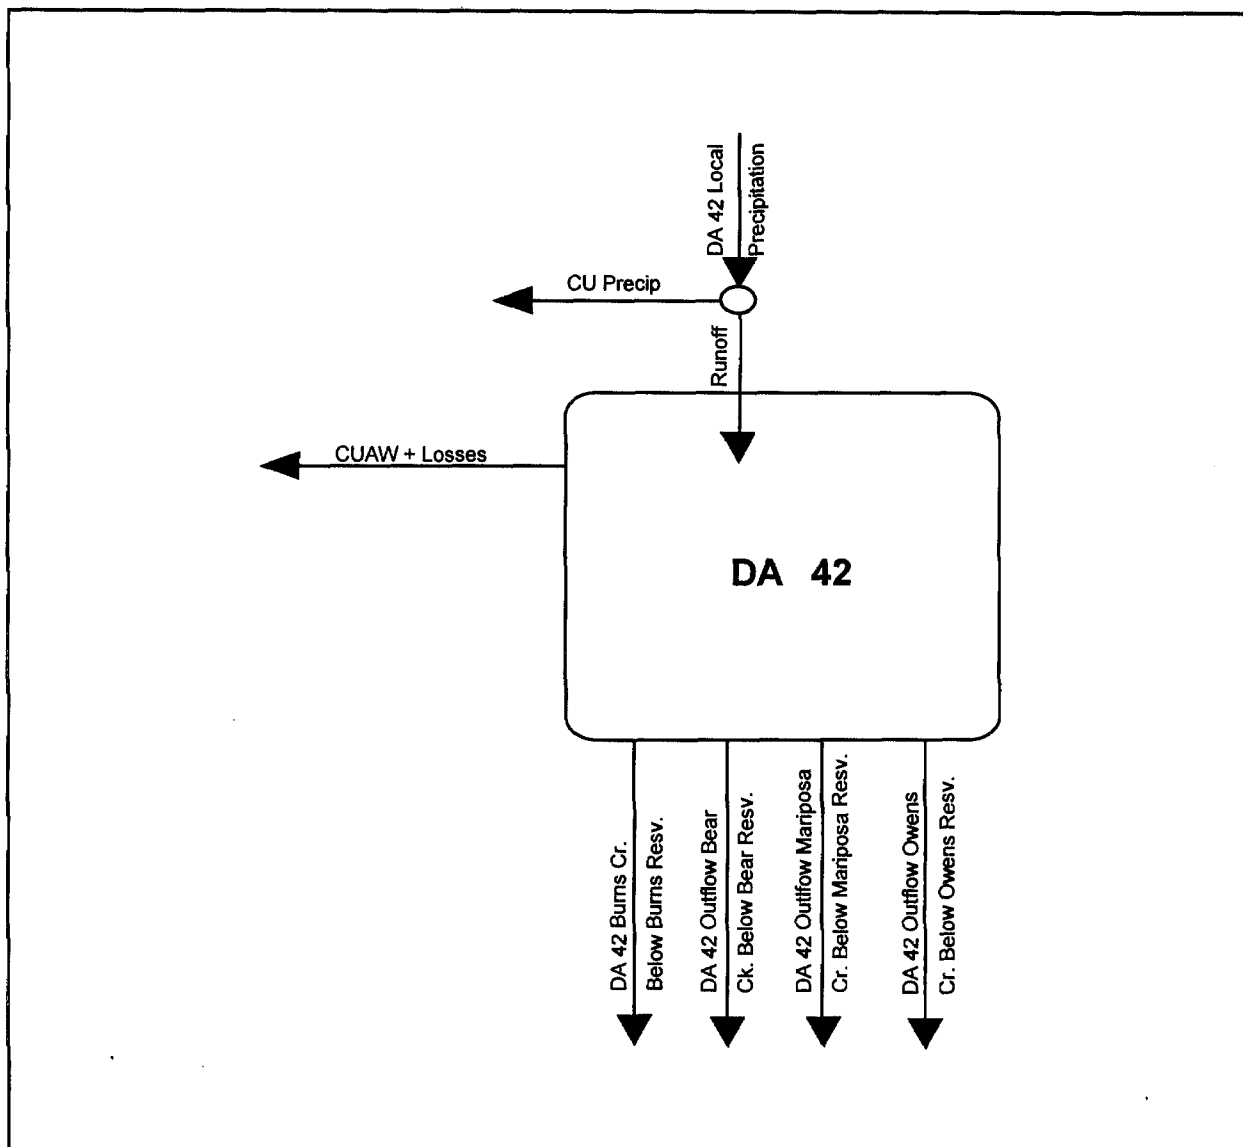 DA 42 Local
Precipitation
CU Precip
Runoff
CUAW + Losses
DA 42
DA 42 Burns Cr.
Below Burns Resv.
DA 42 Outflow Bear
Ck. Below Bear Resv.
DA 42 Outlfow Mariposa
Cr. Below Mariposa Resv.
DA 42 Outflow Owens
Cr. Below Owens Resv.